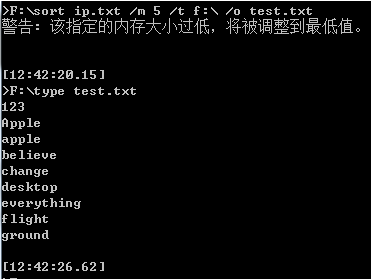 >F:\sort ip.txt /m 5 /t f:\ /o test.txt
警告: 该指定的内存大小过低，将被调整到最低值。
[12:42:20.15]
>F:\type test.txt
123
Apple
apple
believe
change
desktop
everything
flight
ground
[12:42:26.62]